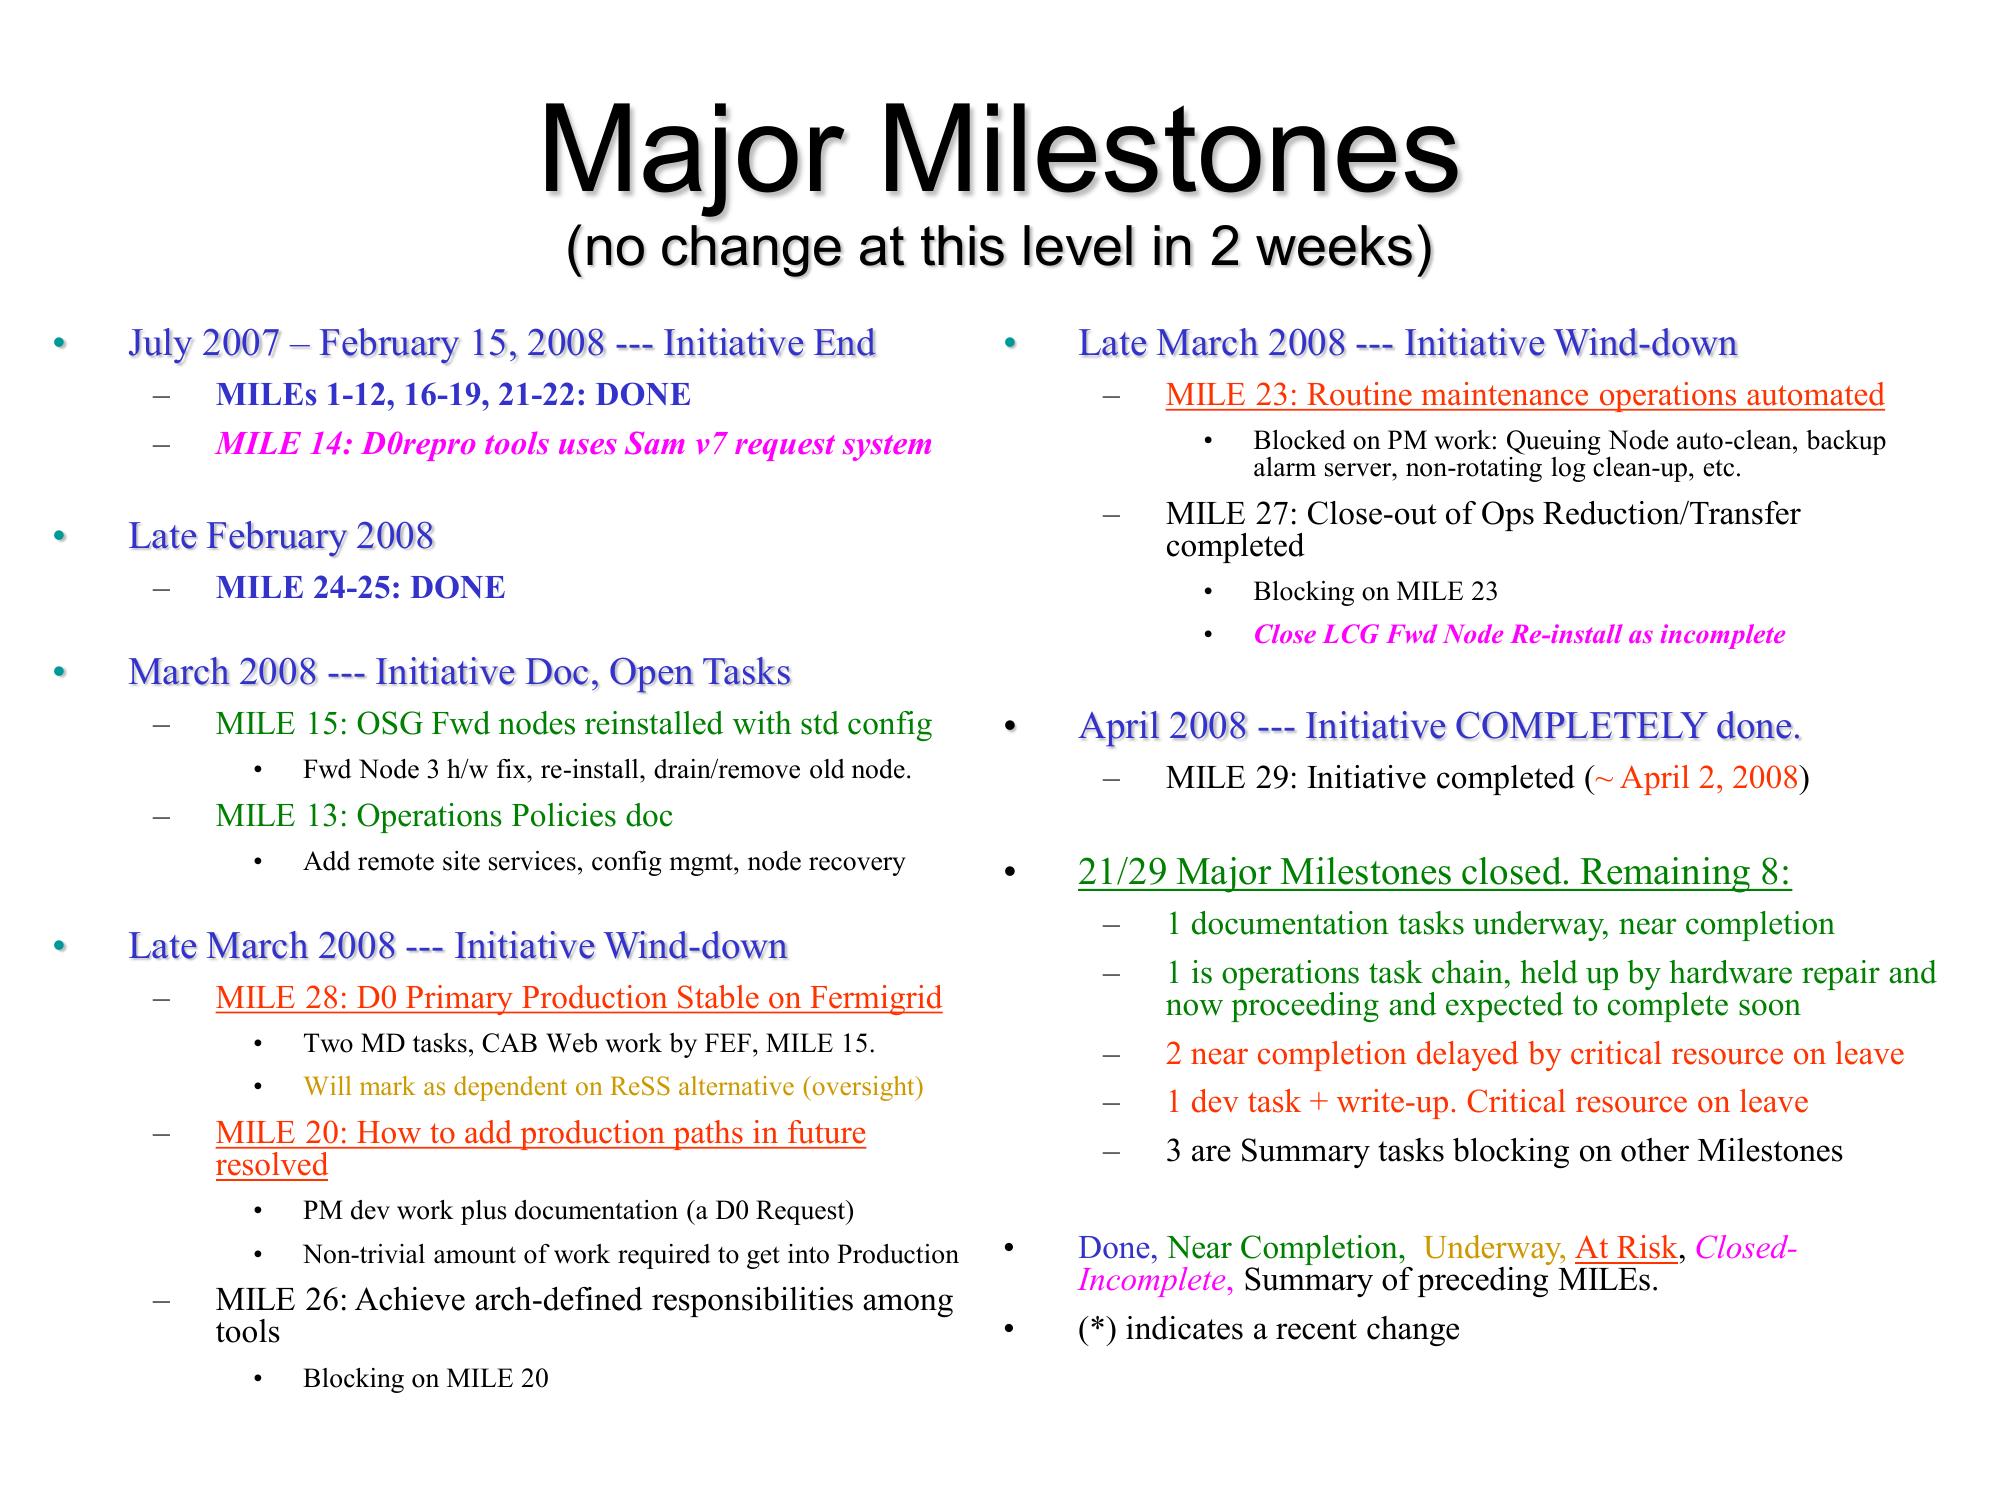 Major Milestones
(no change at this level in 2 weeks)
• July 2007 – February 15, 2008 --- Initiative End
– MILEs 1-12, 16-19, 21-22: DONE
– MILE 14: D0repro tools uses Sam v7 request system
• Late February 2008
– MILE 24-25: DONE
• March 2008 --- Initiative Doc, Open Tasks
– MILE 15: OSG Fwd nodes reinstalled with std config
• Fwd Node 3 h/w fix, re-install, drain/remove old node.
– MILE 13: Operations Policies doc
• Add remote site services, config mgmt, node recovery
• Late March 2008 --- Initiative Wind-down
– MILE 28: D0 Primary Production Stable on Fermigrid
• Two MD tasks, CAB Web work by FEF, MILE 15.
• Will mark as dependent on ReSS alternative (oversight)
– MILE 20: How to add production paths in future
resolved
• PM dev work plus documentation (a D0 Request)
• Non-trivial amount of work required to get into Production
– MILE 26: Achieve arch-defined responsibilities among
tools
• Blocking on MILE 20
• Late March 2008 --- Initiative Wind-down
– MILE 23: Routine maintenance operations automated
• Blocked on PM work: Queuing Node auto-clean, backup
alarm server, non-rotating log clean-up, etc.
– MILE 27: Close-out of Ops Reduction/Transfer
completed
• Blocking on MILE 23
• Close LCG Fwd Node Re-install as incomplete
• April 2008 --- Initiative COMPLETELY done.
– MILE 29: Initiative completed (~ April 2, 2008)
• 21/29 Major Milestones closed. Remaining 8:
– 1 documentation tasks underway, near completion
– 1 is operations task chain, held up by hardware repair and
now proceeding and expected to complete soon
– 2 near completion delayed by critical resource on leave
– 1 dev task + write-up. Critical resource on leave
– 3 are Summary tasks blocking on other Milestones
• Done, Near Completion, Underway, At Risk, Closed-
Incomplete, Summary of preceding MILEs.
• (*) indicates a recent change